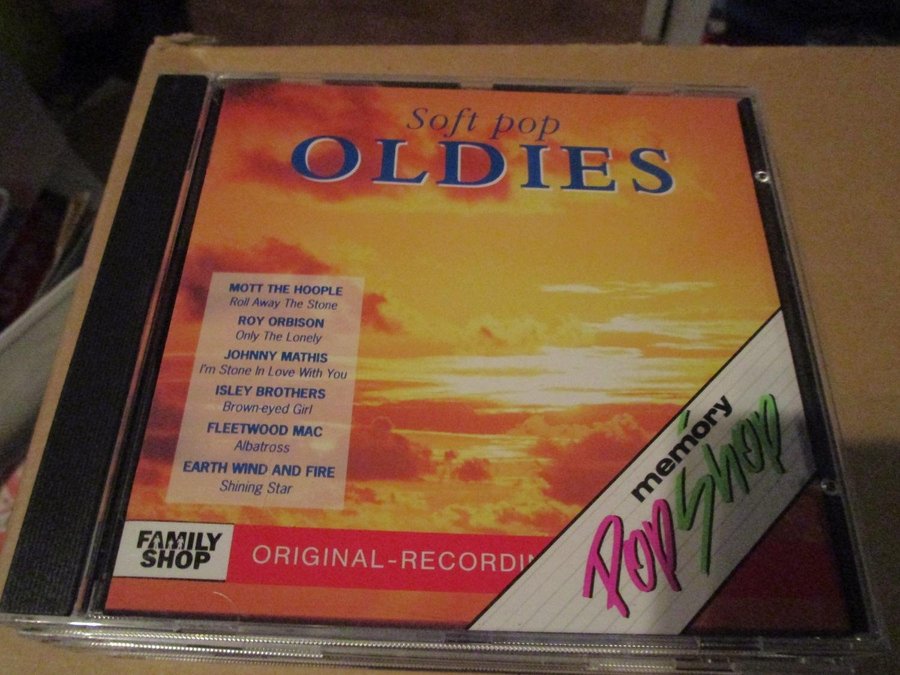 Soft pop
OLDIES
MOTT THE HOOPLE
Roll Away The Stone
ROY ORBISON
Only The Lonely
JOHNNY MATHIS
I'm Stone In Love With You
ISLEY BROTHERS
Brown-eyed Girl
FLEETWOOD MAC
Albatross
EARTH WIND AND FIRE
Shining Star
memory
Pop Shop
FAMILY
SHOP
ORIGINAL-RECORDIN